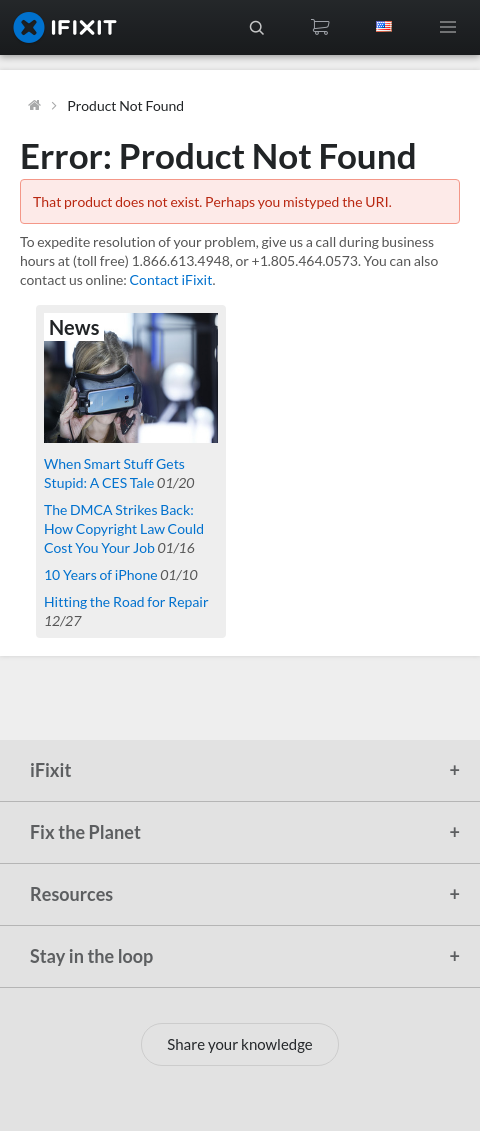 IFIXIT
Product Not Found
Error: Product Not Found
That product does not exist. Perhaps you mistyped the URI.
To expedite resolution of your problem, give us a call during business
hours at (toll free) 1.866.613.4948, or +1.805.464.0573. You can also
contact us online: Contact iFixit.
News
When Smart Stuff Gets
Stupid: A CES Tale 01/20
The DMCA Strikes Back:
How Copyright Law Could
Cost You Your Job 01/16
10 Years of iPhone 01/10
Hitting the Road for Repair
12/27
iFixit +
Fix the Planet +
Resources +
Stay in the loop +
Share your knowledge